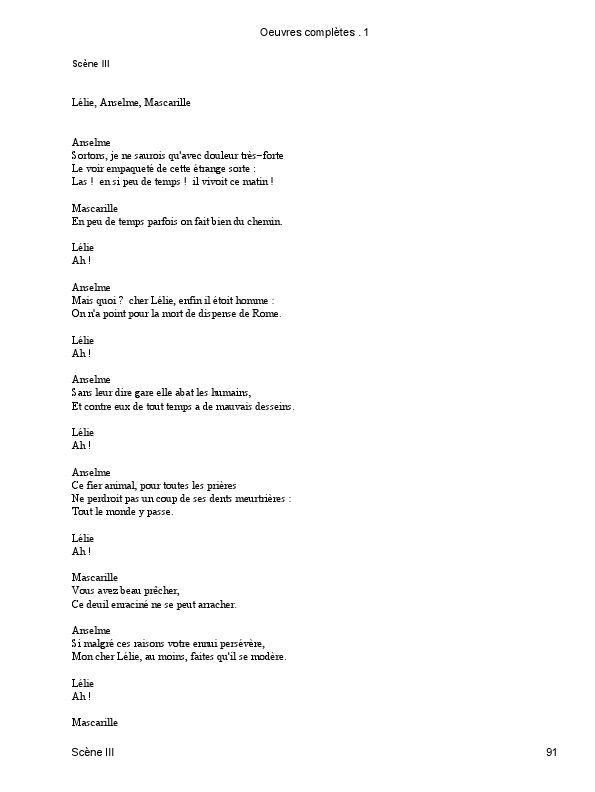 Oeuvres complètes . 1
Scène III
Lélie, Anselme, Mascarille
Anselme
Sortons, je ne saurois qu'avec douleur très−forte
Le voir empaqueté de cette étrange sorte :
Las ! en si peu de temps ! il vivoit ce matin !
Mascarille
En peu de temps parfois on fait bien du chemin.
Lélie
Ah !
Anselme
Mais quoi ? cher Lélie, enfin il étoit homme :
On n'a point pour la mort de dispense de Rome.
Lélie
Ah !
Anselme
Sans leur dire gare elle abat les humains,
Et contre eux de tout temps a de mauvais desseins.
Lélie
Ah !
Anselme
Ce fier animal, pour toutes les prières
Ne perdroit pas un coup de ses dents meurtrières :
Tout le monde y passe.
Lélie
Ah !
Mascarille
Vous avez beau prêcher,
Ce deuil enraciné ne se peut arracher.
Anselme
Si malgré ces raisons votre ennui persévère,
Mon cher Lélie, au moins, faites qu'il se modère.
Lélie
Ah !
Mascarille
Scène III
91